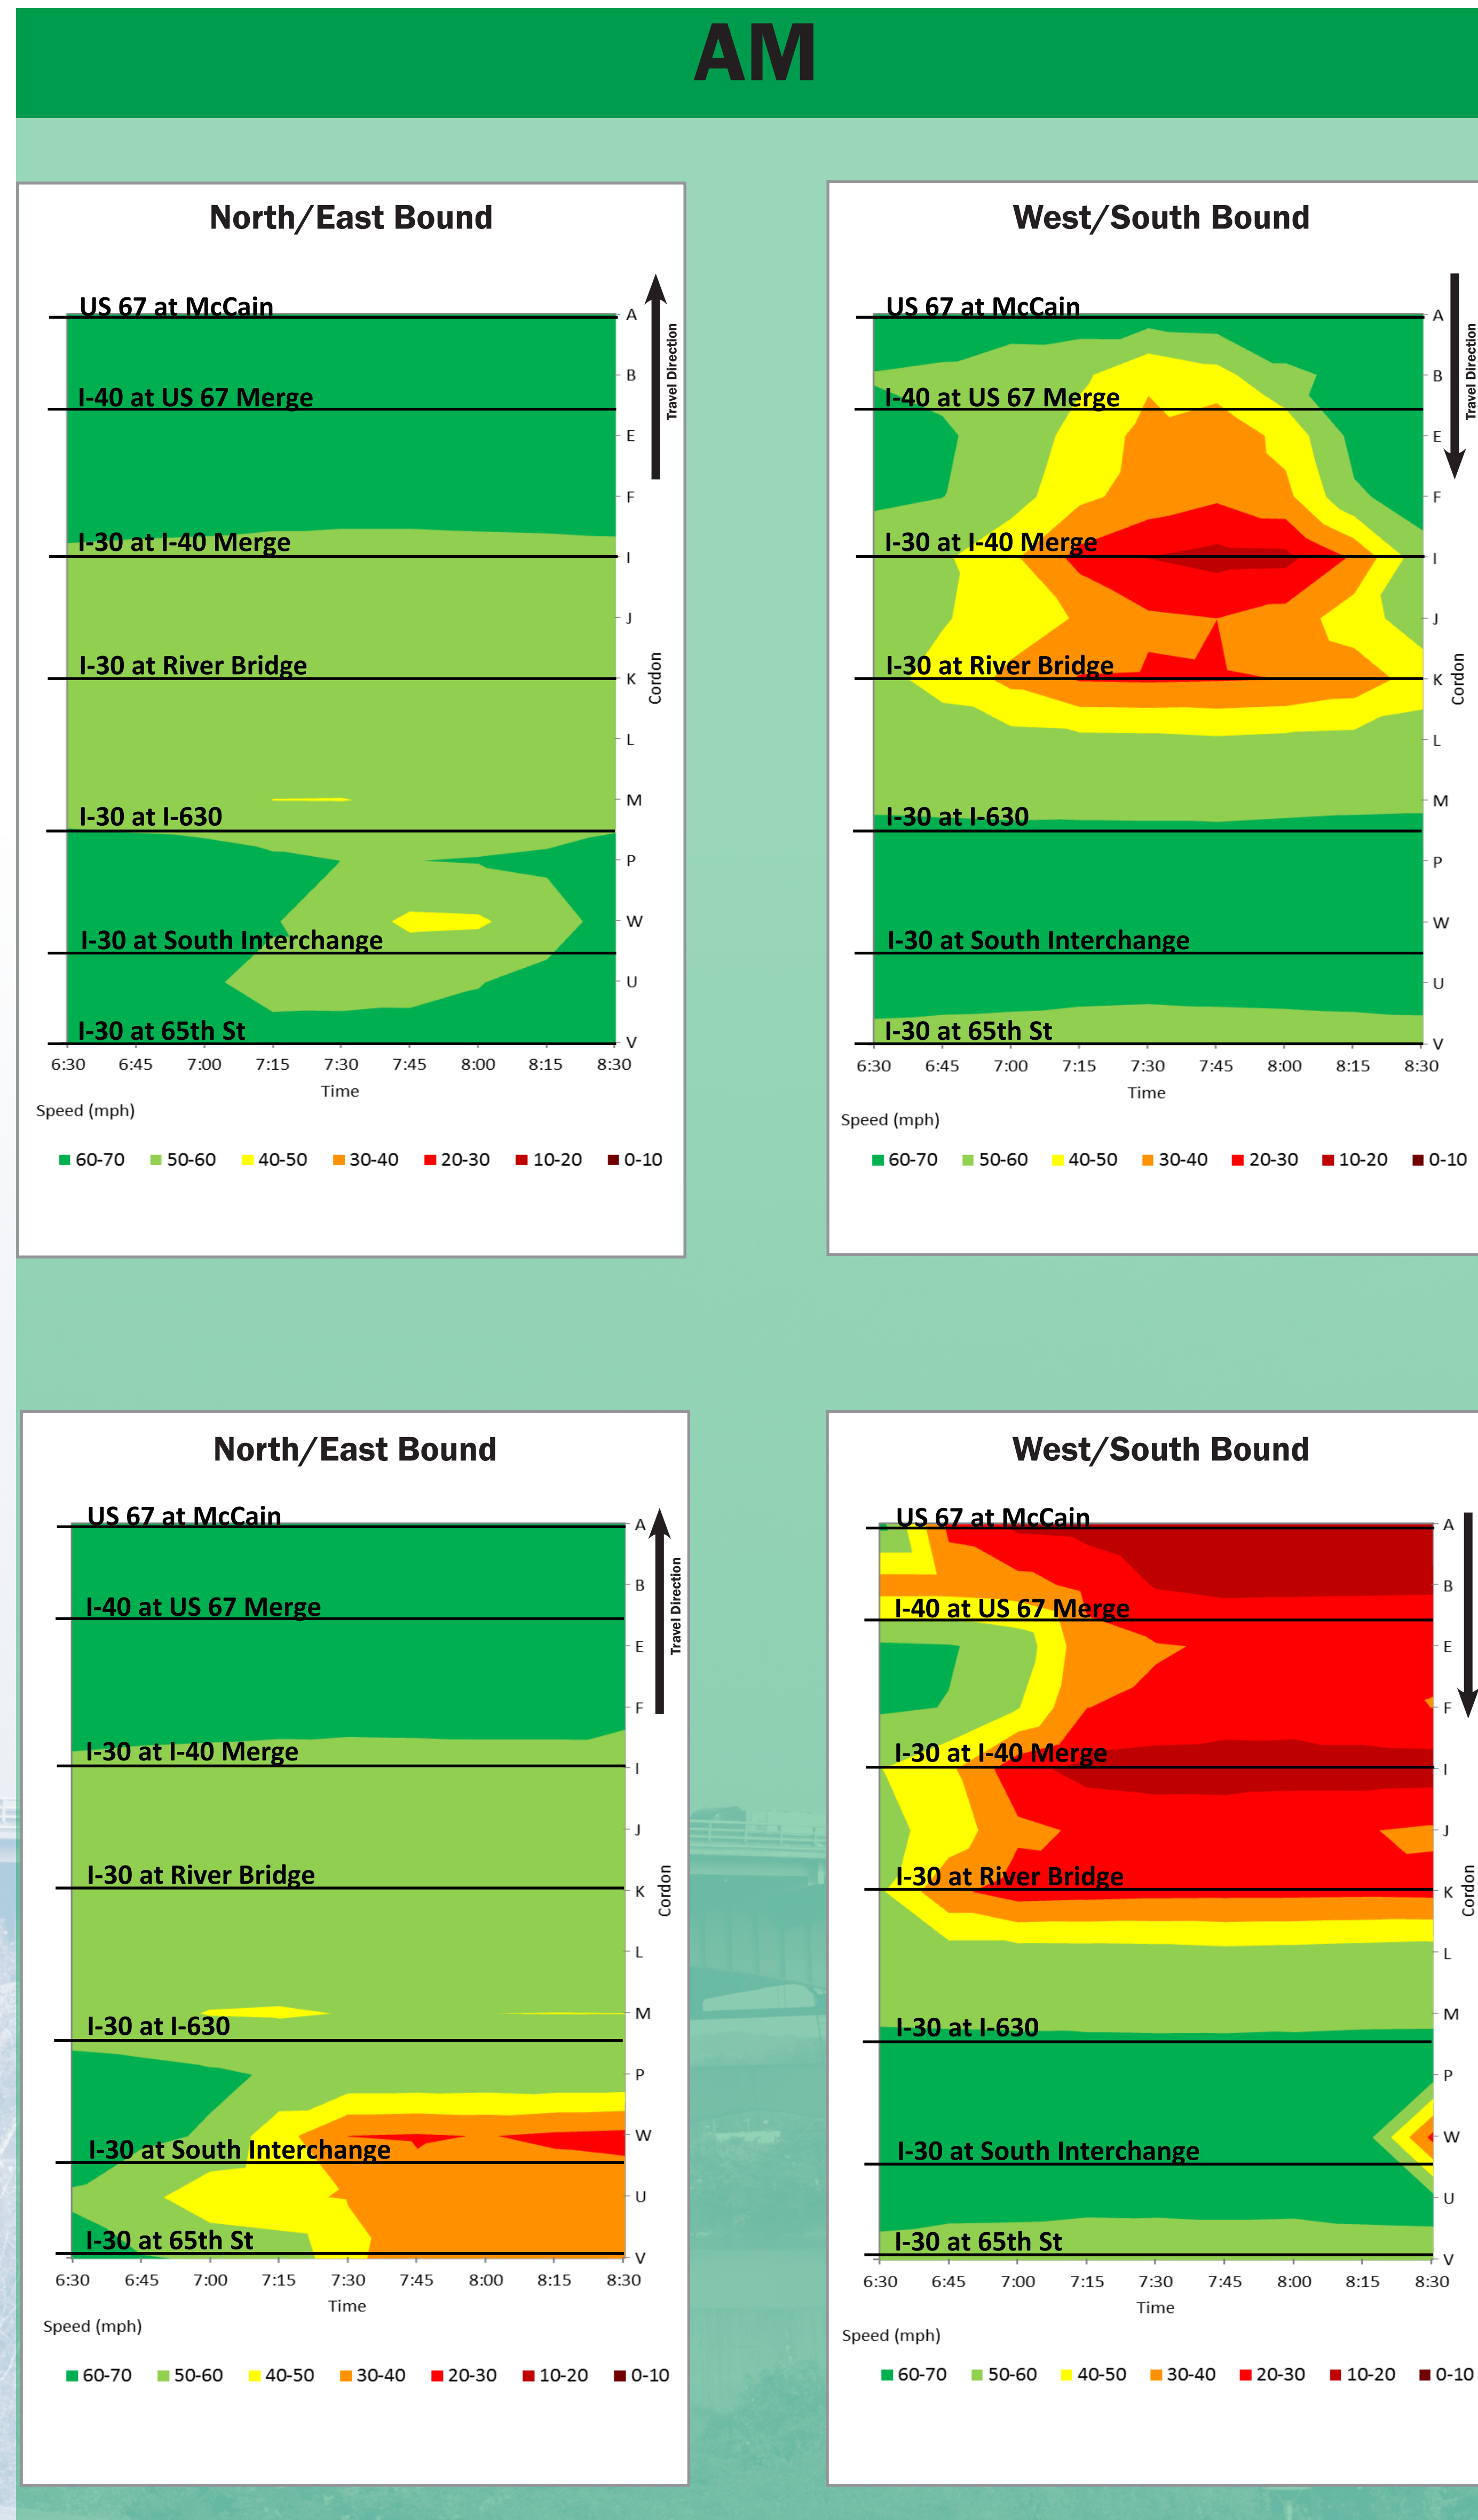 AM
North/East Bound
US 67 at McCain
I-40 at US 67 Merge
I-30 at I-40 Merge
I-30 at River Bridge
I-30 at I-630
I-30 at South Interchange
I-30 at 65th St
A
B
E
F
I
J
K
L
M
P
W
U
V
Travel Direction
Cordon
6:30 6:45 7:00 7:15 7:30 7:45 8:00 8:15 8:30
Time
Speed (mph)
60-70 50-60 40-50 30-40 20-30 10-20 0-10
West/South Bound
US 67 at McCain
I-40 at US 67 Merge
I-30 at I-40 Merge
I-30 at River Bridge
I-30 at I-630
I-30 at South Interchange
I-30 at 65th St
A
B
E
F
I
J
K
L
M
P
W
U
V
Travel Direction
Cordon
6:30 6:45 7:00 7:15 7:30 7:45 8:00 8:15 8:30
Time
Speed (mph)
60-70 50-60 40-50 30-40 20-30 10-20 0-10
North/East Bound
US 67 at McCain
I-40 at US 67 Merge
I-30 at I-40 Merge
I-30 at River Bridge
I-30 at I-630
I-30 at South Interchange
I-30 at 65th St
A
B
E
F
I
J
K
L
M
P
W
U
V
Travel Direction
Cordon
6:30 6:45 7:00 7:15 7:30 7:45 8:00 8:15 8:30
Time
Speed (mph)
60-70 50-60 40-50 30-40 20-30 10-20 0-10
West/South Bound
US 67 at McCain
I-40 at US 67 Merge
I-30 at I-40 Merge
I-30 at River Bridge
I-30 at I-630
I-30 at South Interchange
I-30 at 65th St
A
B
E
F
I
J
K
L
M
P
W
U
V
Cordon
6:30 6:45 7:00 7:15 7:30 7:45 8:00 8:15 8:30
Time
Speed (mph)
60-70 50-60 40-50 30-40 20-30 10-20 0-10